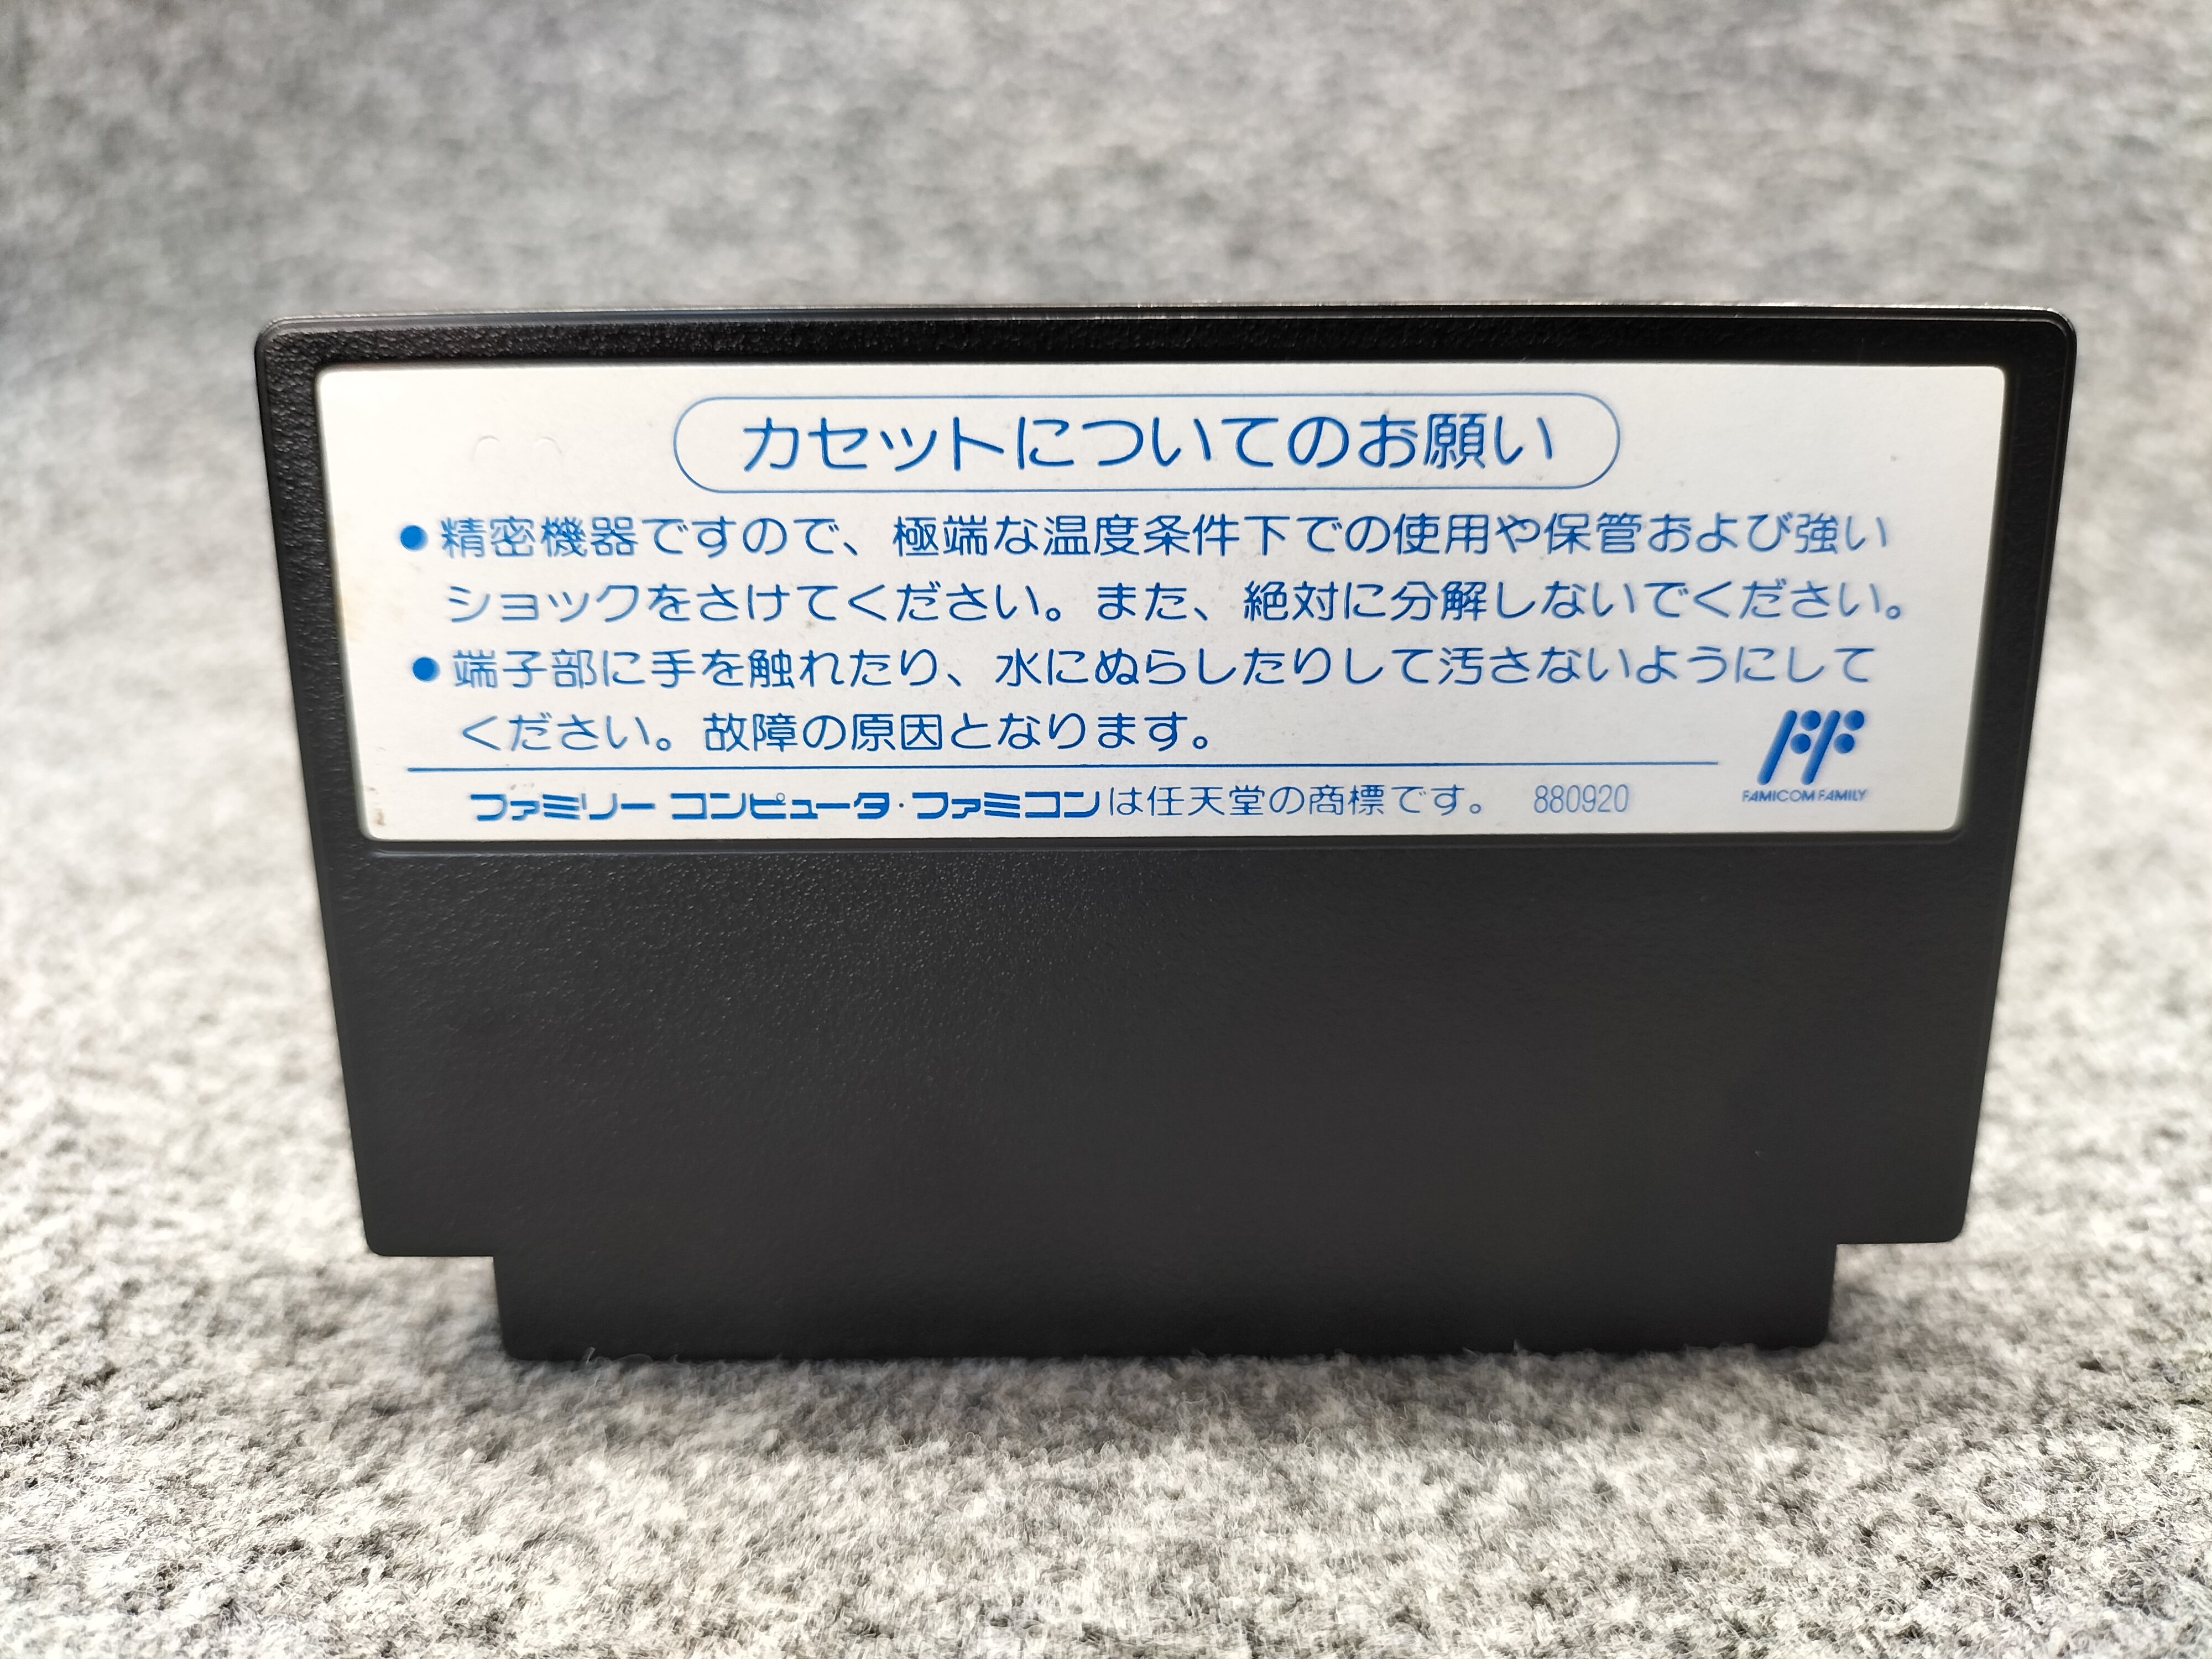 カセットについてのお願い
●精密機器ですので、極端な温度条件下での使用や保管および強い
ショックをさけてください。また、絶対に分解しないでください。
●端子部に手を触れたり、水にぬらしたりして汚さないようにして
ください。故障の原因となります。
ファミリー コンピュータ・ファミコンは任天堂の商標です。 880920
FF
FAMICOM FAMILY